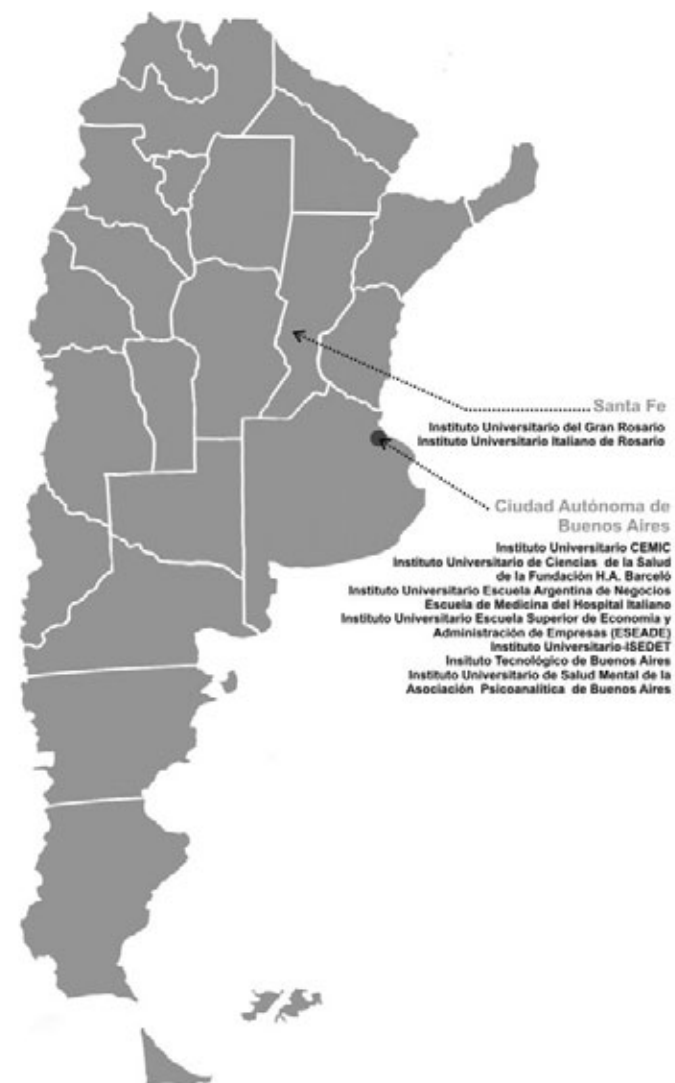 Santa Fe
Instituto Universitario del Gran Rosario
Instituto Universitario Italiano de Rosario
Ciudad Autónoma de
Buenos Aires
Instituto Universitario CEMIC
Instituto Universitario de Ciencias de la Salud
de la Fundación H.A. Barceló
Instituto Universitario Escuela Argentina de Negocios
Escuela de Medicina del Hospital Italiano
Instituto Universitario Escuela Superior de Economía y
Administración de Empresas (ESEADE)
Instituto Universitario-ISEDET
Insituto Tecnológico de Buenos Aires
Instituto Universitario de Salud Mental de la
Asociación Psicoanalítica de Buenos Aires